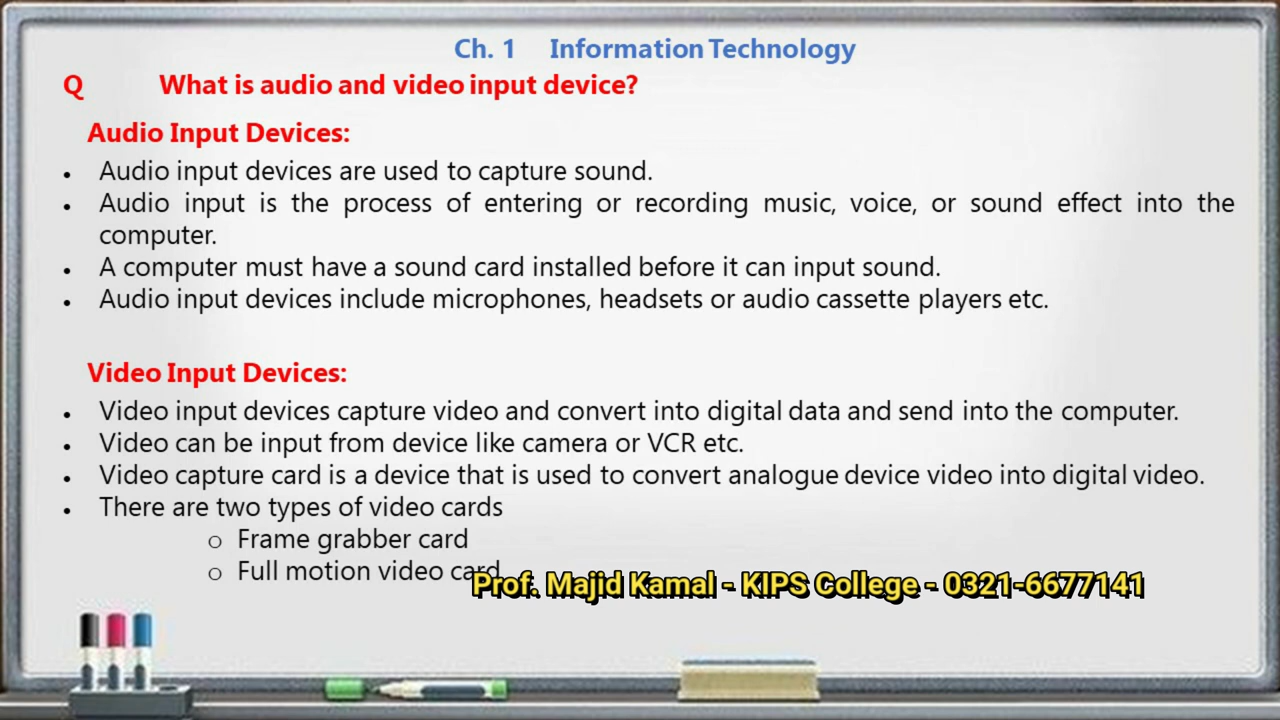 Ch. 1 Information Technology
Q What is audio and video input device?
Audio Input Devices:
• Audio input devices are used to capture sound.
• Audio input is the process of entering or recording music, voice, or sound effect into the
computer.
• A computer must have a sound card installed before it can input sound.
• Audio input devices include microphones, headsets or audio cassette players etc.
Video Input Devices:
• Video input devices capture video and convert into digital data and send into the computer.
• Video can be input from device like camera or VCR etc.
• Video capture card is a device that is used to convert analogue device video into digital video.
• There are two types of video cards
o Frame grabber card
o Full motion video card
Prof. Majid Kamal - KIPS College - 0321-6677141